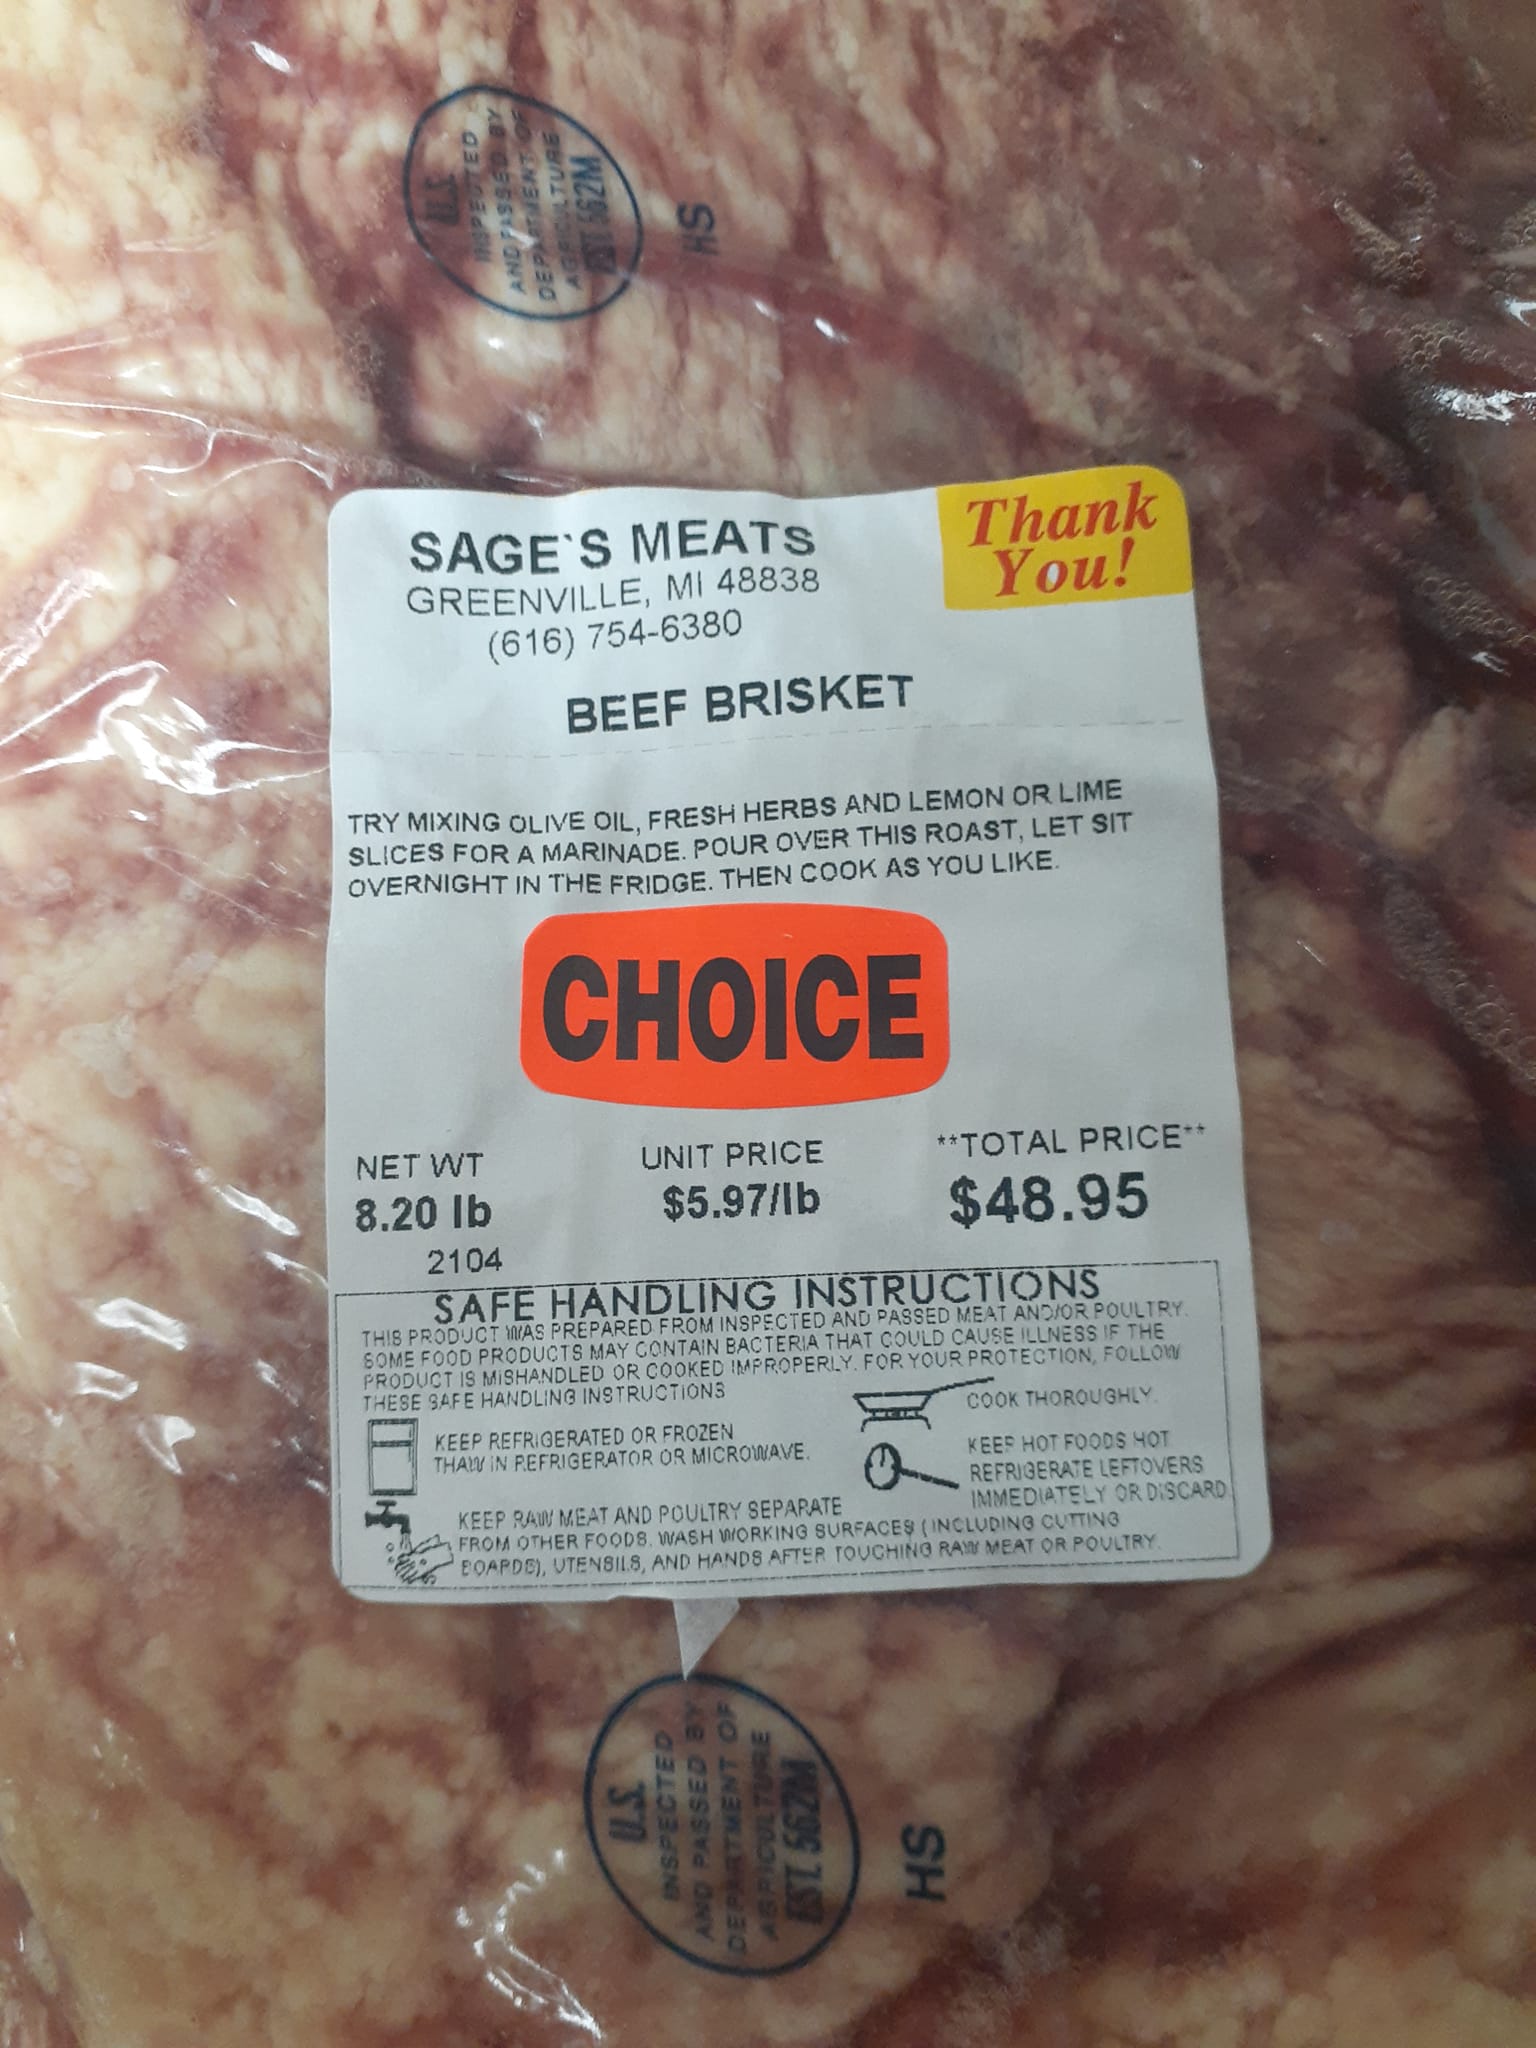 U.S.
INSPECTED
AND PASSED BY
DEPARTMENT OF
AGRICULTURE
EST. 562M
HS
SAGE`S MEATS
GREENVILLE, MI 48838
(616) 754-6380
Thank
You!
BEEF BRISKET
TRY MIXING OLIVE OIL, FRESH HERBS AND LEMON OR LIME
SLICES FOR A MARINADE. POUR OVER THIS ROAST, LET SIT
OVERNIGHT IN THE FRIDGE. THEN COOK AS YOU LIKE.
CHOICE
NET WT
8.20 lb
2104
UNIT PRICE
$5.97/lb
**TOTAL PRICE**
$48.95
SAFE HANDLING INSTRUCTIONS
THIS PRODUCT WAS PREPARED FROM INSPECTED AND PASSED MEAT AND/OR POULTRY.
SOME FOOD PRODUCTS MAY CONTAIN BACTERIA THAT COULD CAUSE ILLNESS IF THE
PRODUCT IS MISHANDLED OR COOKED IMPROPERLY. FOR YOUR PROTECTION, FOLLOW
THESE SAFE HANDLING INSTRUCTIONS
KEEP REFRIGERATED OR FROZEN
THAW IN REFRIGERATOR OR MICROWAVE.
COOK THOROUGHLY.
KEEP HOT FOODS HOT
REFRIGERATE LEFTOVERS
IMMEDIATELY OR DISCARD
KEEP RAW MEAT AND POULTRY SEPARATE
FROM OTHER FOODS. WASH WORKING SURFACES (INCLUDING CUTTING
BOARDS), UTENSILS, AND HANDS AFTER TOUCHING RAW MEAT OR POULTRY.
U.S.
INSPECTED
AND PASSED BY
DEPARTMENT OF
AGRICULTURE
EST. 562M
HS